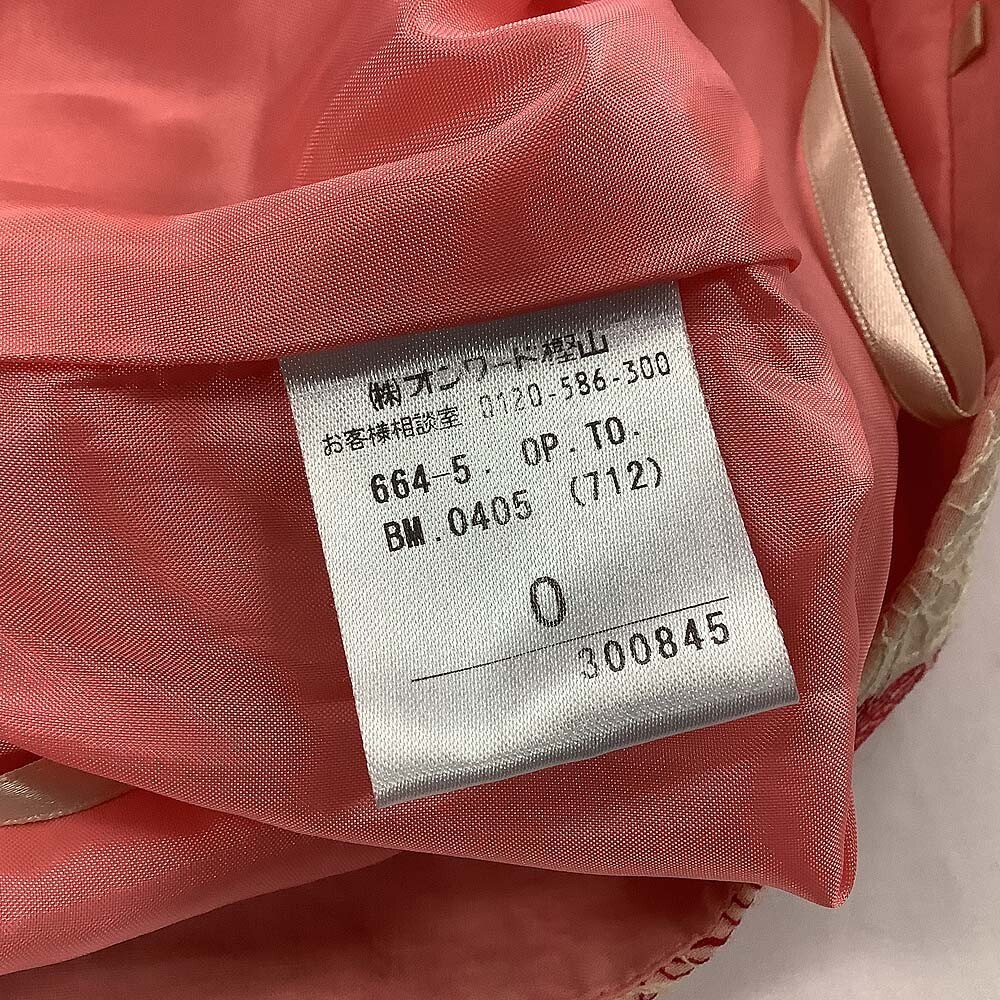 ㈱オンワード樫山
お客様相談室 0120-586-300
664-5. OP.TO.
BM.0405 (712)
0
300845